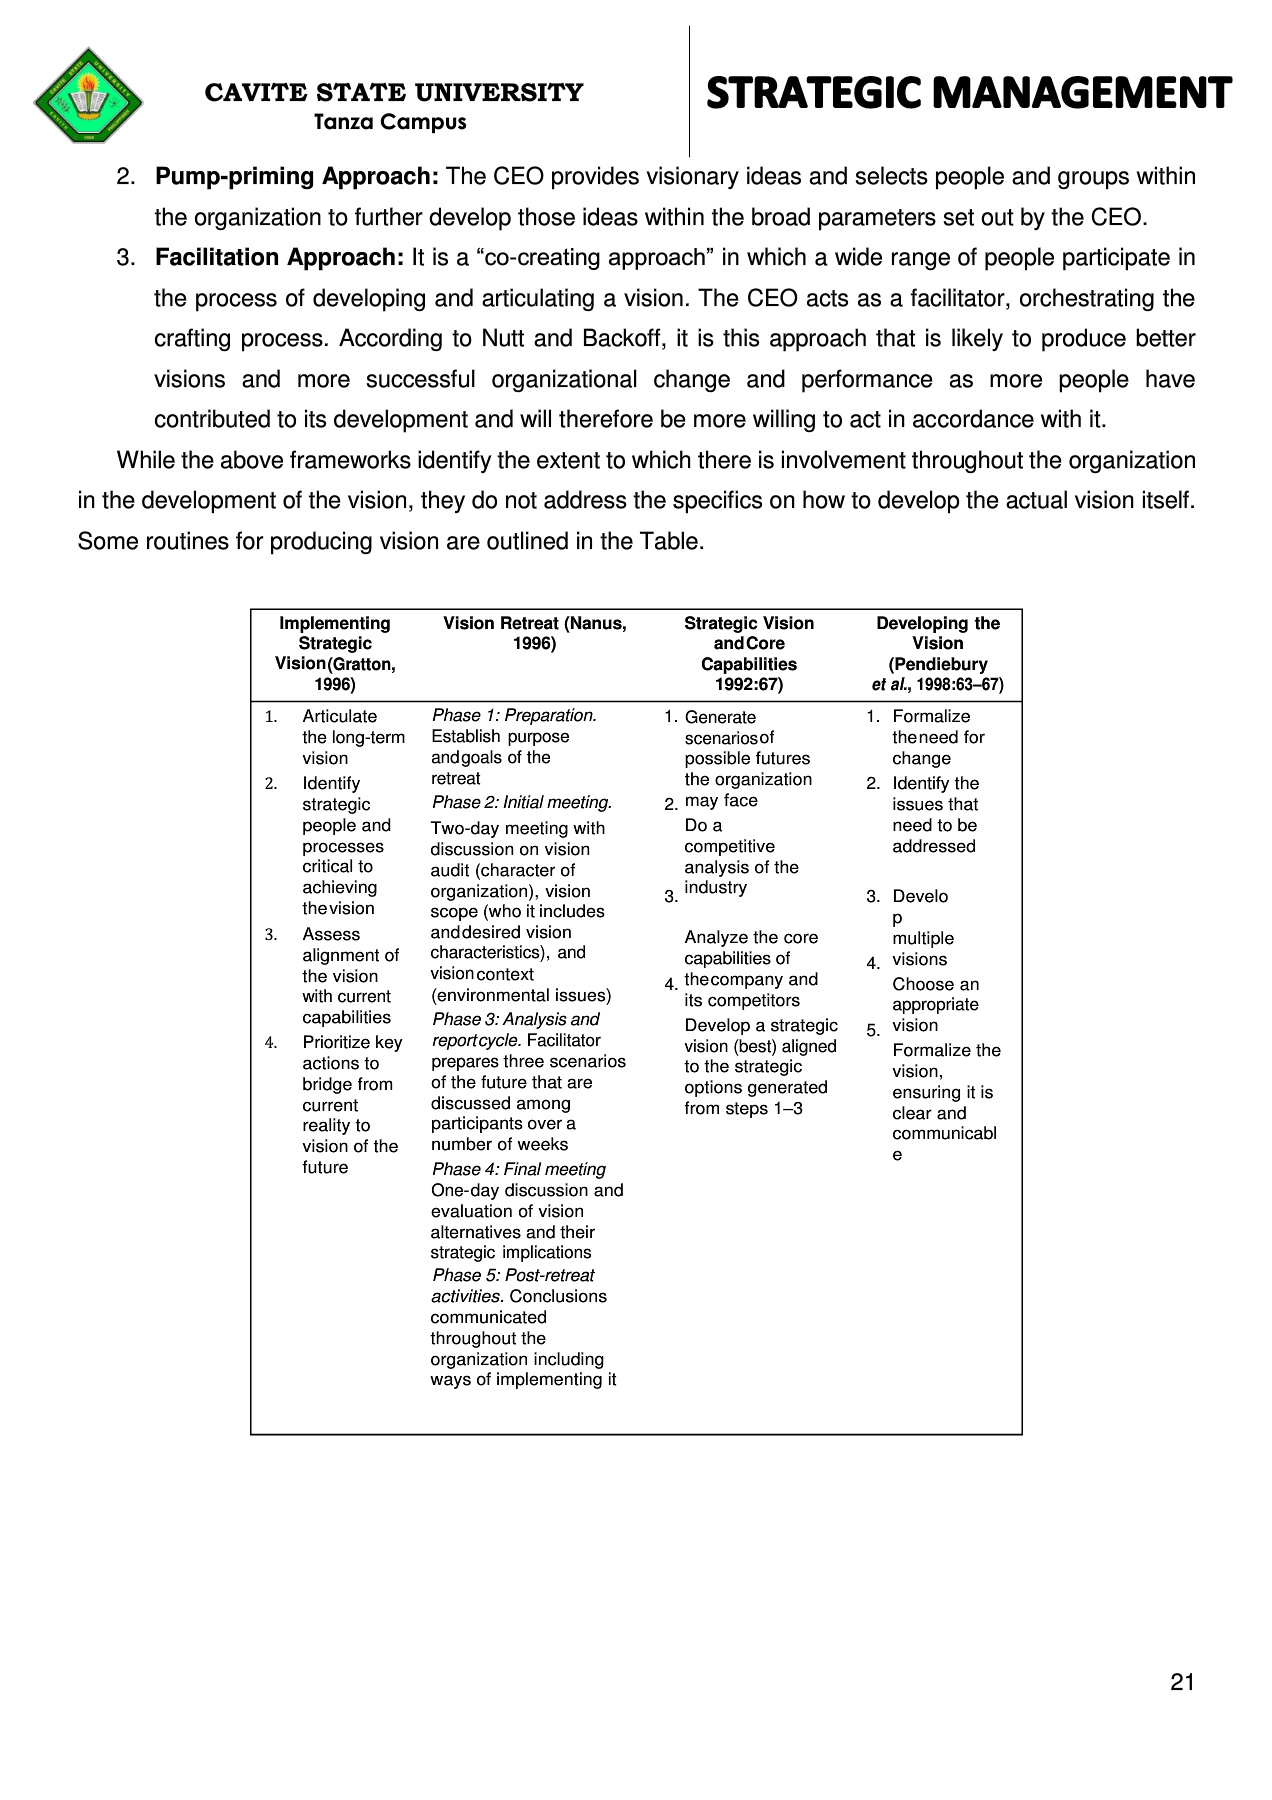 CAVITE STATE UNIVERSITY
Tanza Campus
STRATEGIC MANAGEMENT
2. Pump-priming Approach: The CEO provides visionary ideas and selects people and groups within
the organization to further develop those ideas within the broad parameters set out by the CEO.
3. Facilitation Approach: It is a “co-creating approach” in which a wide range of people participate in
the process of developing and articulating a vision. The CEO acts as a facilitator, orchestrating the
crafting process. According to Nutt and Backoff, it is this approach that is likely to produce better
visions and more successful organizational change and performance as more people have
contributed to its development and will therefore be more willing to act in accordance with it.
While the above frameworks identify the extent to which there is involvement throughout the organization
in the development of the vision, they do not address the specifics on how to develop the actual vision itself.
Some routines for producing vision are outlined in the Table.
Implementing
Strategic
Vision (Gratton,
1996)
Vision Retreat (Nanus,
1996)
Strategic Vision
and Core
Capabilities
1992:67)
Developing the
Vision
(Pendiebury
et al., 1998:63–67)
1. Articulate
the long-term
vision
2. Identify
strategic
people and
processes
critical to
achieving
the vision
3. Assess
alignment of
the vision
with current
capabilities
4. Prioritize key
actions to
bridge from
current
reality to
vision of the
future
Phase 1: Preparation.
Establish purpose
and goals of the
retreat
Phase 2: Initial meeting.
Two-day meeting with
discussion on vision
audit (character of
organization), vision
scope (who it includes
and desired vision
characteristics), and
vision context
(environmental issues)
Phase 3: Analysis and
report cycle. Facilitator
prepares three scenarios
of the future that are
discussed among
participants over a
number of weeks
Phase 4: Final meeting
One-day discussion and
evaluation of vision
alternatives and their
strategic implications
Phase 5: Post-retreat
activities. Conclusions
communicated
throughout the
organization including
ways of implementing it
1. Generate
scenarios of
possible futures
the organization
2. may face
Do a
competitive
analysis of the
3. industry
Analyze the core
capabilities of
4. the company and
its competitors
Develop a strategic
vision (best) aligned
to the strategic
options generated
from steps 1–3
1. Formalize
the need for
change
2. Identify the
issues that
need to be
addressed
3. Develo
p
multiple
4. visions
Choose an
appropriate
5. vision
Formalize the
vision,
ensuring it is
clear and
communicabl
e
21